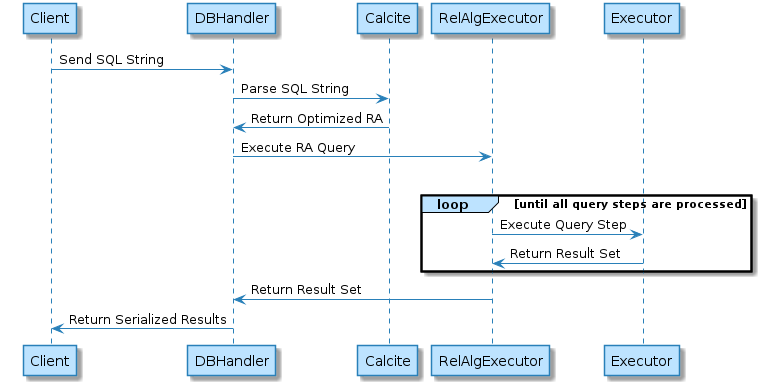 Client DBHandler Calcite RelAlgExecutor Executor
Send SQL String
Parse SQL String
Return Optimized RA
Execute RA Query
loop [until all query steps are processed]
Execute Query Step
Return Result Set
Return Result Set
Return Serialized Results
Client DBHandler Calcite RelAlgExecutor Executor